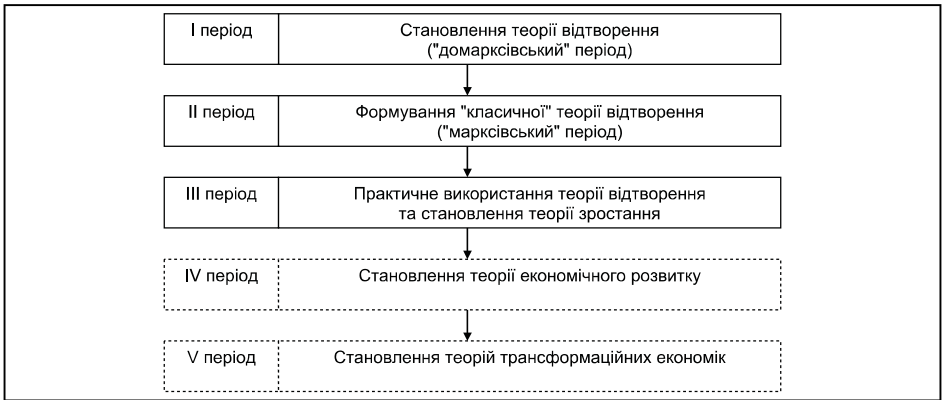 I період
Становлення теорії відтворення
("домарксівський" період)
II період
Формування "класичної" теорії відтворення
("марксівський" період)
III період
Практичне використання теорії відтворення
та становлення теорії зростання
IV період
Становлення теорії економічного розвитку
V період
Становлення теорій трансформаційних економік